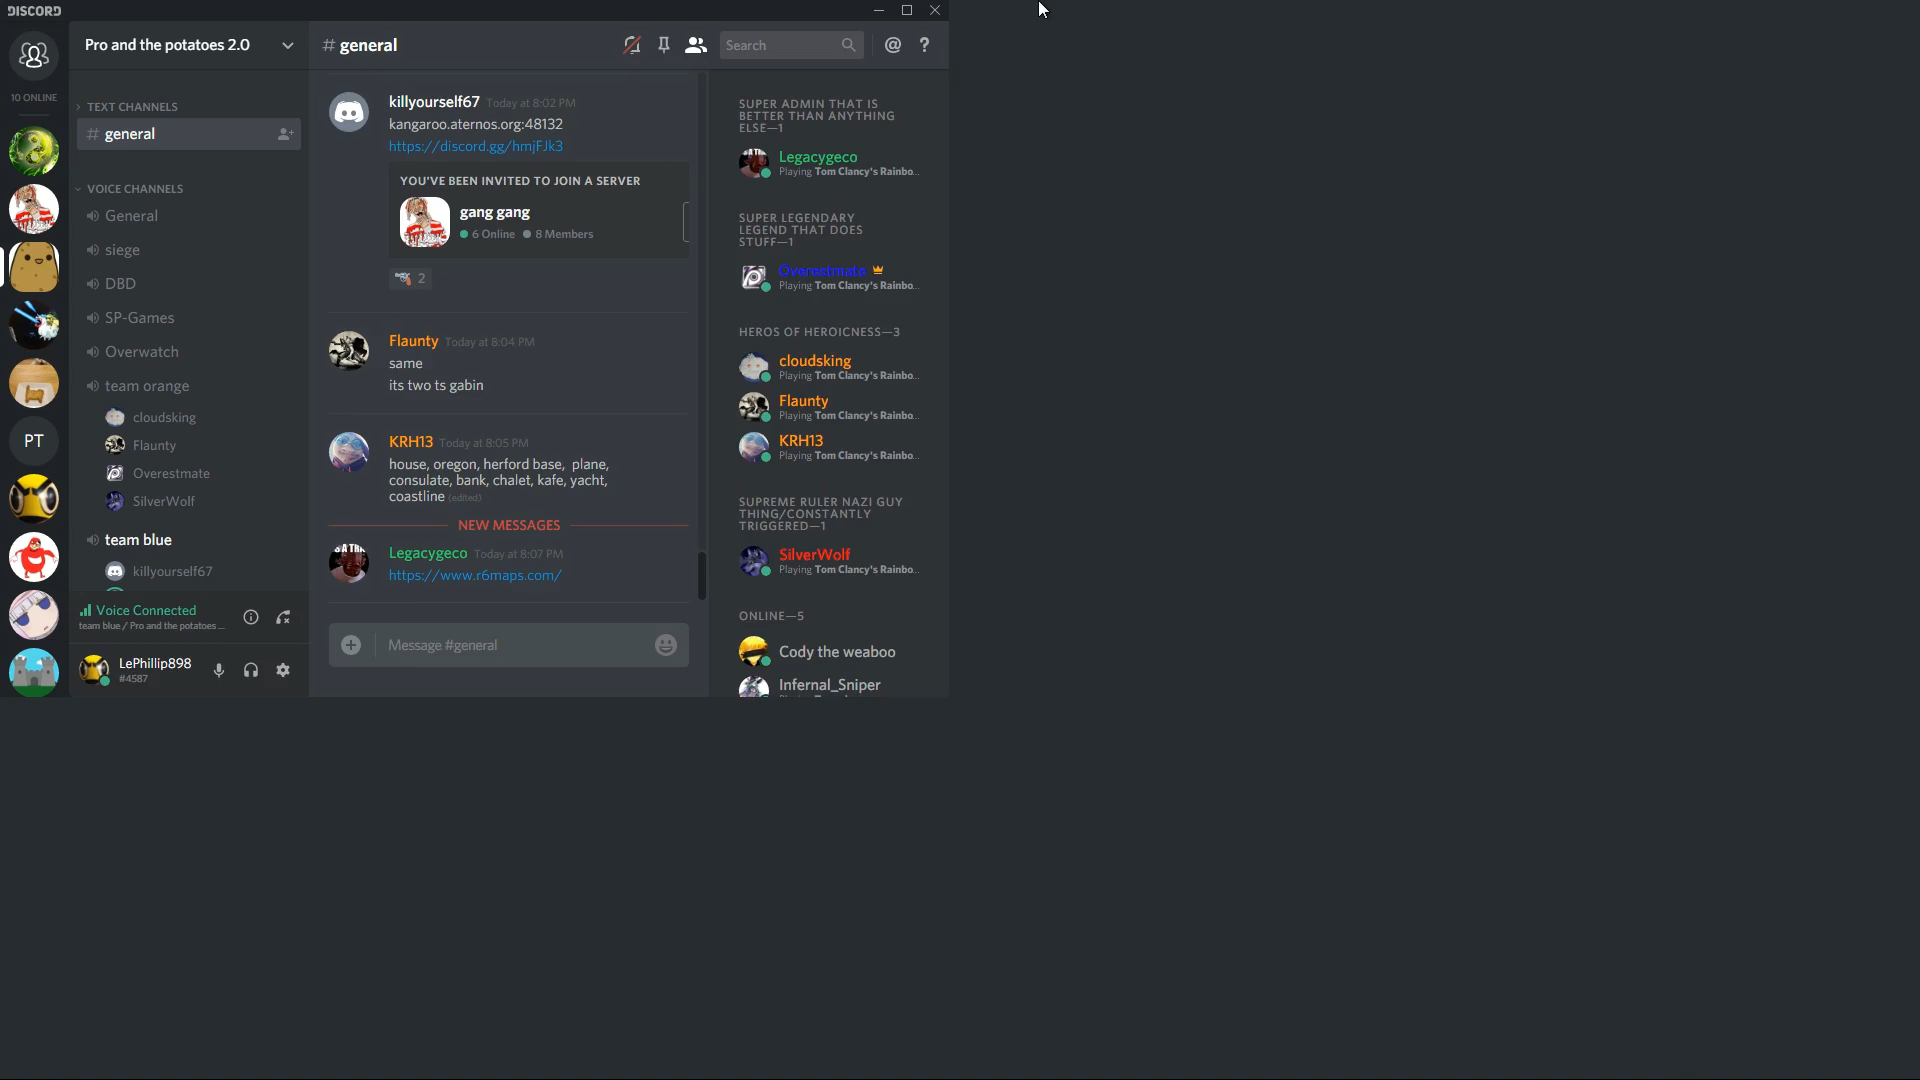 DISCORD
10 ONLINE
PT
Pro and the potatoes 2.0
TEXT CHANNELS
# general
VOICE CHANNELS
General
siege
DBD
SP-Games
Overwatch
team orange
cloudsking
Flaunty
Overestmate
SilverWolf
team blue
killyourself67
Voice Connected
team blue / Pro and the potatoes ...
LePhillip898
#4587
# general
Search
@ ?
killyourself67 Today at 8:02 PM
kangaroo.aternos.org:48132
https://discord.gg/hmjFJk3
YOU'VE BEEN INVITED TO JOIN A SERVER
gang gang
6 Online 8 Members
2
Flaunty Today at 8:04 PM
same
its two ts gabin
KRH13 Today at 8:05 PM
house, oregon, herford base, plane,
consulate, bank, chalet, kafe, yacht,
coastline (edited)
NEW MESSAGES
Legacygeco Today at 8:07 PM
https://www.r6maps.com/
Message #general
SUPER ADMIN THAT IS
BETTER THAN ANYTHING
ELSE—1
Legacygeco
Playing Tom Clancy's Rainbo...
SUPER LEGENDARY
LEGEND THAT DOES
STUFF—1
Overestmate
Playing Tom Clancy's Rainbo...
HEROS OF HEROICNESS—3
cloudsking
Playing Tom Clancy's Rainbo...
Flaunty
Playing Tom Clancy's Rainbo...
KRH13
Playing Tom Clancy's Rainbo...
SUPREME RULER NAZI GUY
THING/CONSTANTLY
TRIGGERED—1
SilverWolf
Playing Tom Clancy's Rainbo...
ONLINE—5
Cody the weaboo
Infernal_Sniper